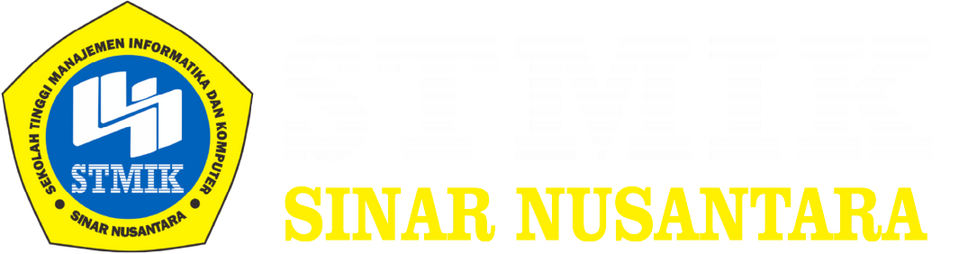 SEKOLAH TINGGI MANAJEMEN INFORMATIKA DAN KOMPUTER
STMIK
SINAR NUSANTARA
STMIK
SINAR NUSANTARA